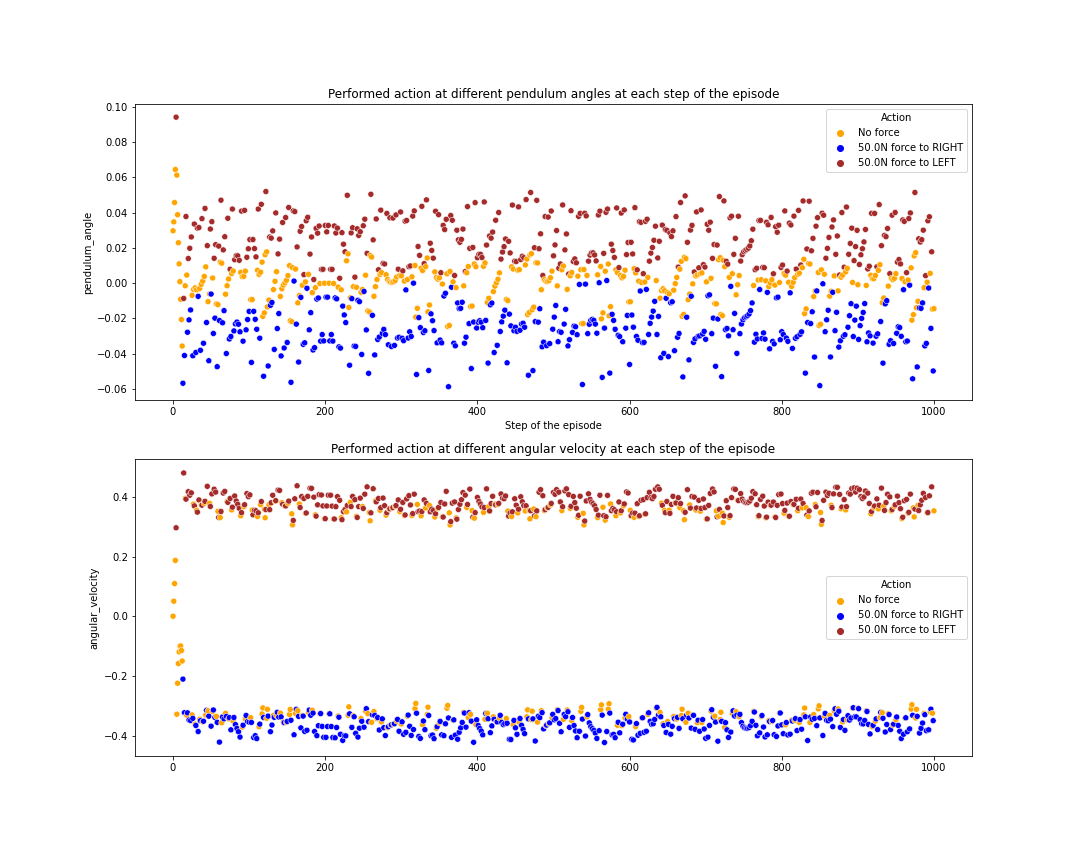 Performed action at different pendulum angles at each step of the episode
0.10
0.08
0.06
0.04
0.02
0.00
−0.02
−0.04
−0.06
pendulum_angle
Action
No force
50.0N force to RIGHT
50.0N force to LEFT
0
200
400
600
800
1000
Step of the episode
Performed action at different angular velocity at each step of the episode
0.4
0.2
0.0
−0.2
−0.4
angular_velocity
Action
No force
50.0N force to RIGHT
50.0N force to LEFT
0
200
400
600
800
1000